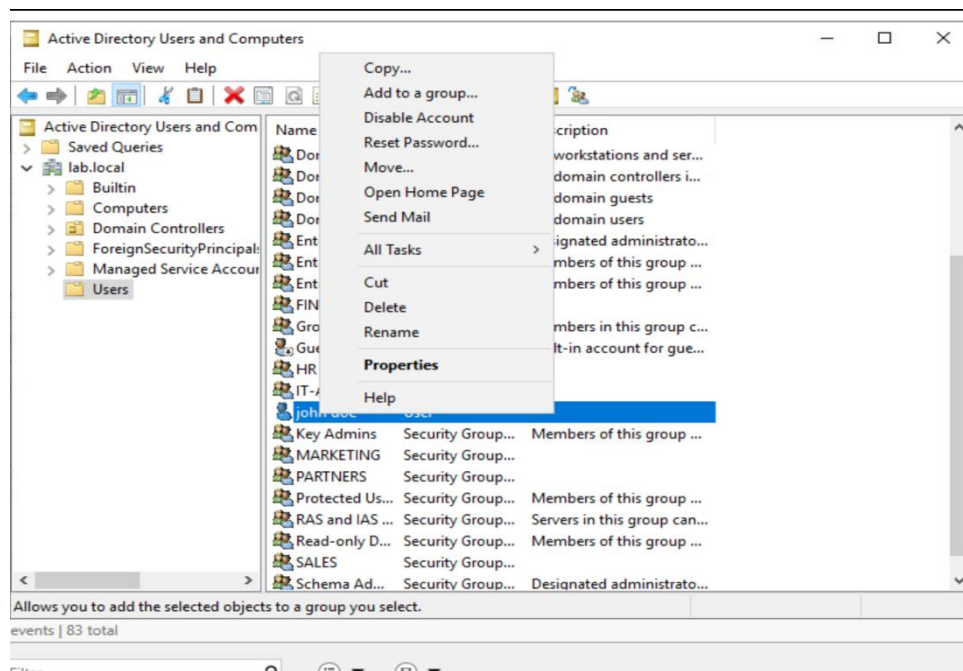 Active Directory Users and Computers
File Action View Help
Active Directory Users and Com
Saved Queries
lab.local
Builtin
Computers
Domain Controllers
ForeignSecurityPrincipal
Managed Service Accour
Users
Copy...
Add to a group...
Disable Account
Reset Password...
Move...
Open Home Page
Send Mail
All Tasks
Cut
Delete
Rename
Properties
Help
Name scription
Dor workstations and ser...
Dor domain controllers i...
Dor domain guests
Dor domain users
Ent ignated administrato...
Ent mbers of this group ...
Ent mbers of this group ...
FIN
Gro mbers in this group c...
Gue lt-in account for gue...
HR
IT-A
john doe User
Key Admins Security Group... Members of this group ...
MARKETING Security Group...
PARTNERS Security Group...
Protected Us... Security Group... Members of this group ...
RAS and IAS ... Security Group... Servers in this group can...
Read-only D... Security Group... Members of this group ...
SALES Security Group...
Schema Ad... Security Group... Designated administrato...
Allows you to add the selected objects to a group you select.
events | 83 total